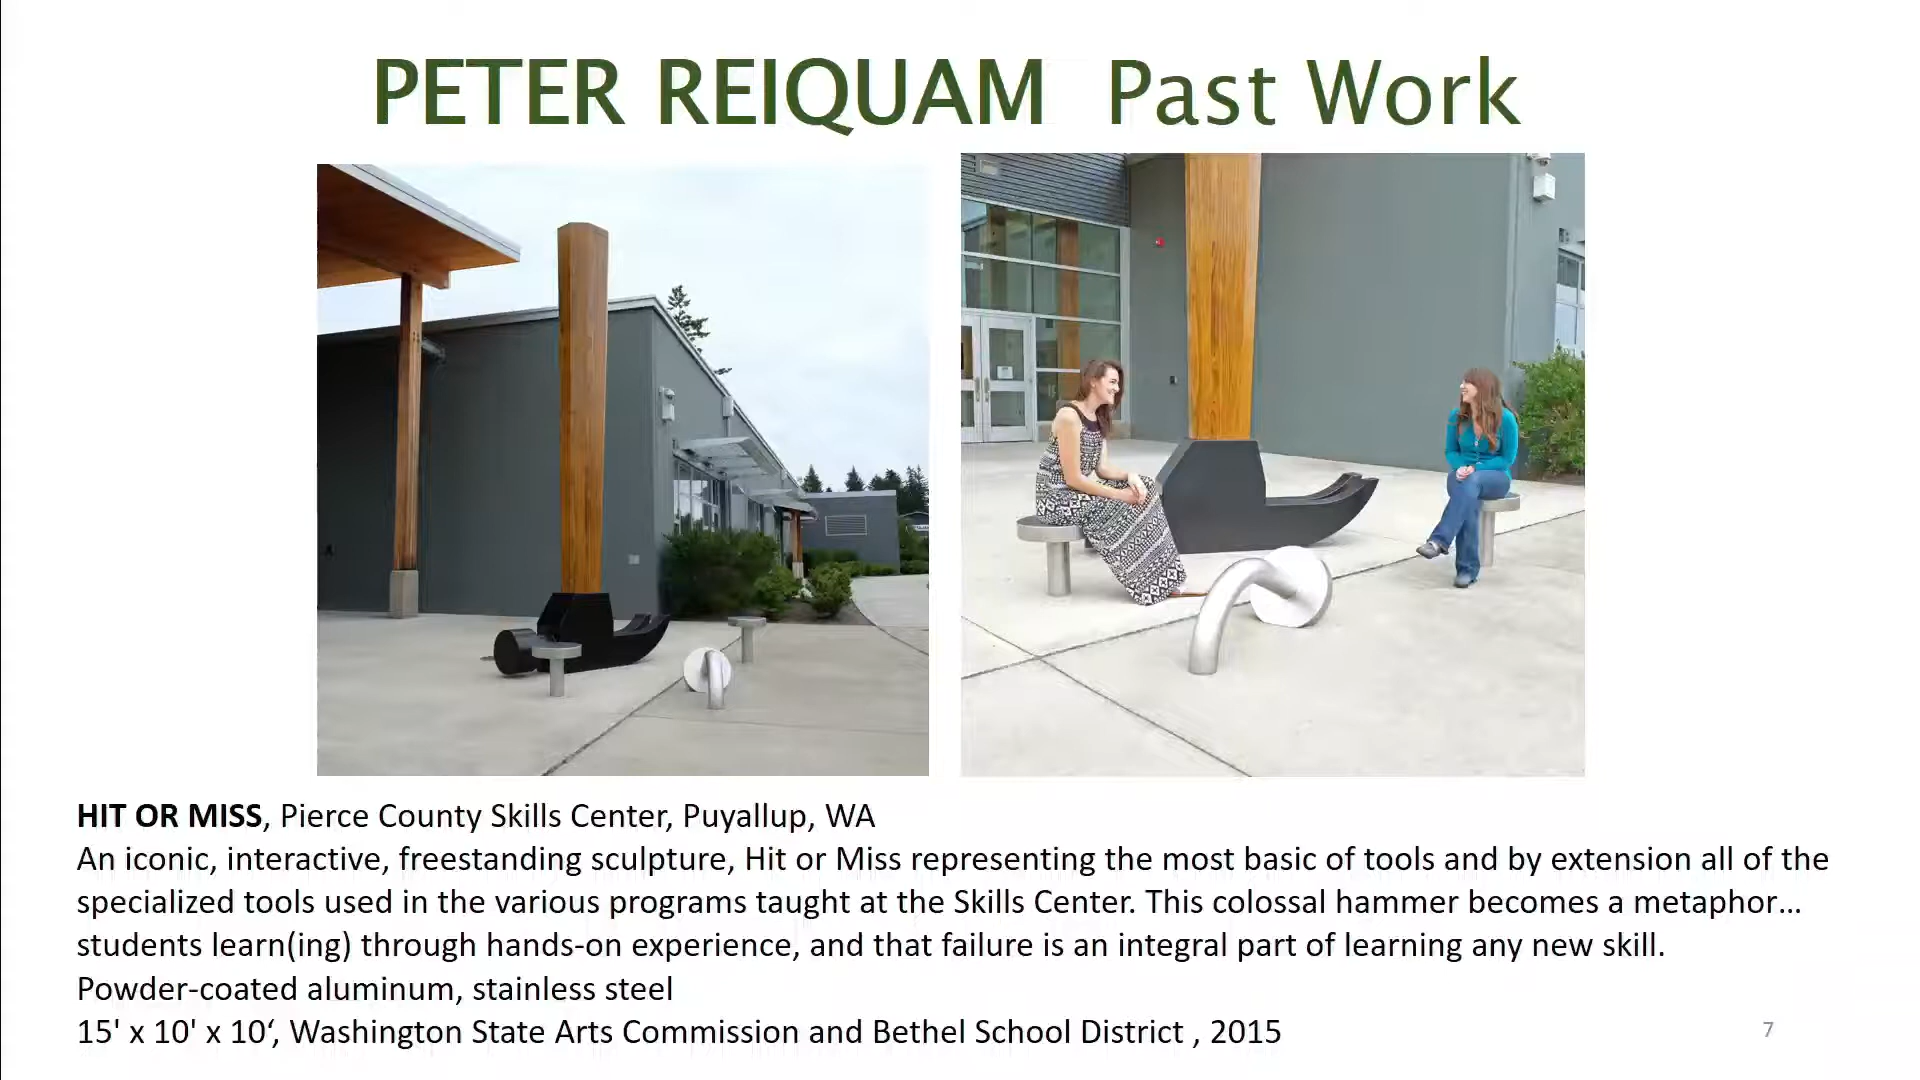 PETER REIQUAM Past Work
HIT OR MISS, Pierce County Skills Center, Puyallup, WA
An iconic, interactive, freestanding sculpture, Hit or Miss representing the most basic of tools and by extension all of the
specialized tools used in the various programs taught at the Skills Center. This colossal hammer becomes a metaphor…
students learn(ing) through hands-on experience, and that failure is an integral part of learning any new skill.
Powder-coated aluminum, stainless steel
15' x 10' x 10‘, Washington State Arts Commission and Bethel School District , 2015
7